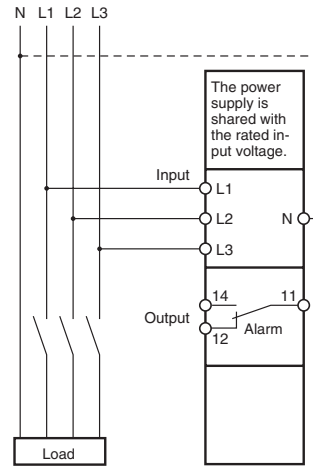 N L1 L2 L3
The power
supply is
shared with
the rated in-
put voltage.
Input
L1
L2
N
L3
14
11
Output
Alarm
12
Load